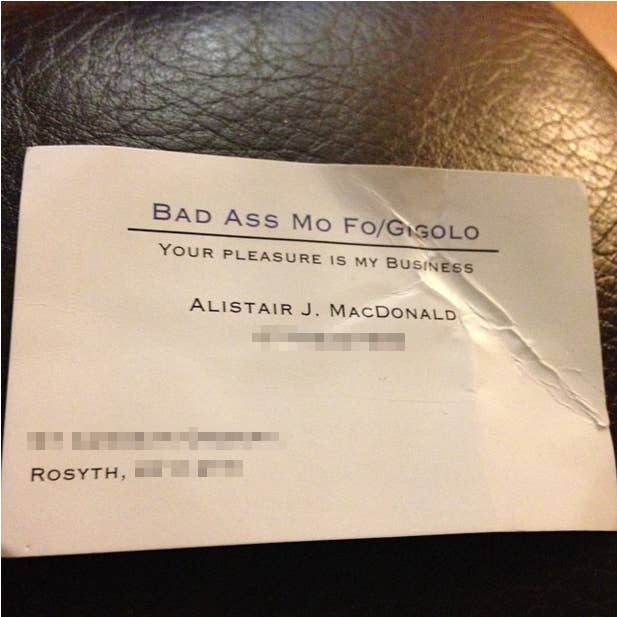 Bad Ass Mo Fo/Gigolo
Your pleasure is my Business
Alistair J. MacDonald
Rosyth,